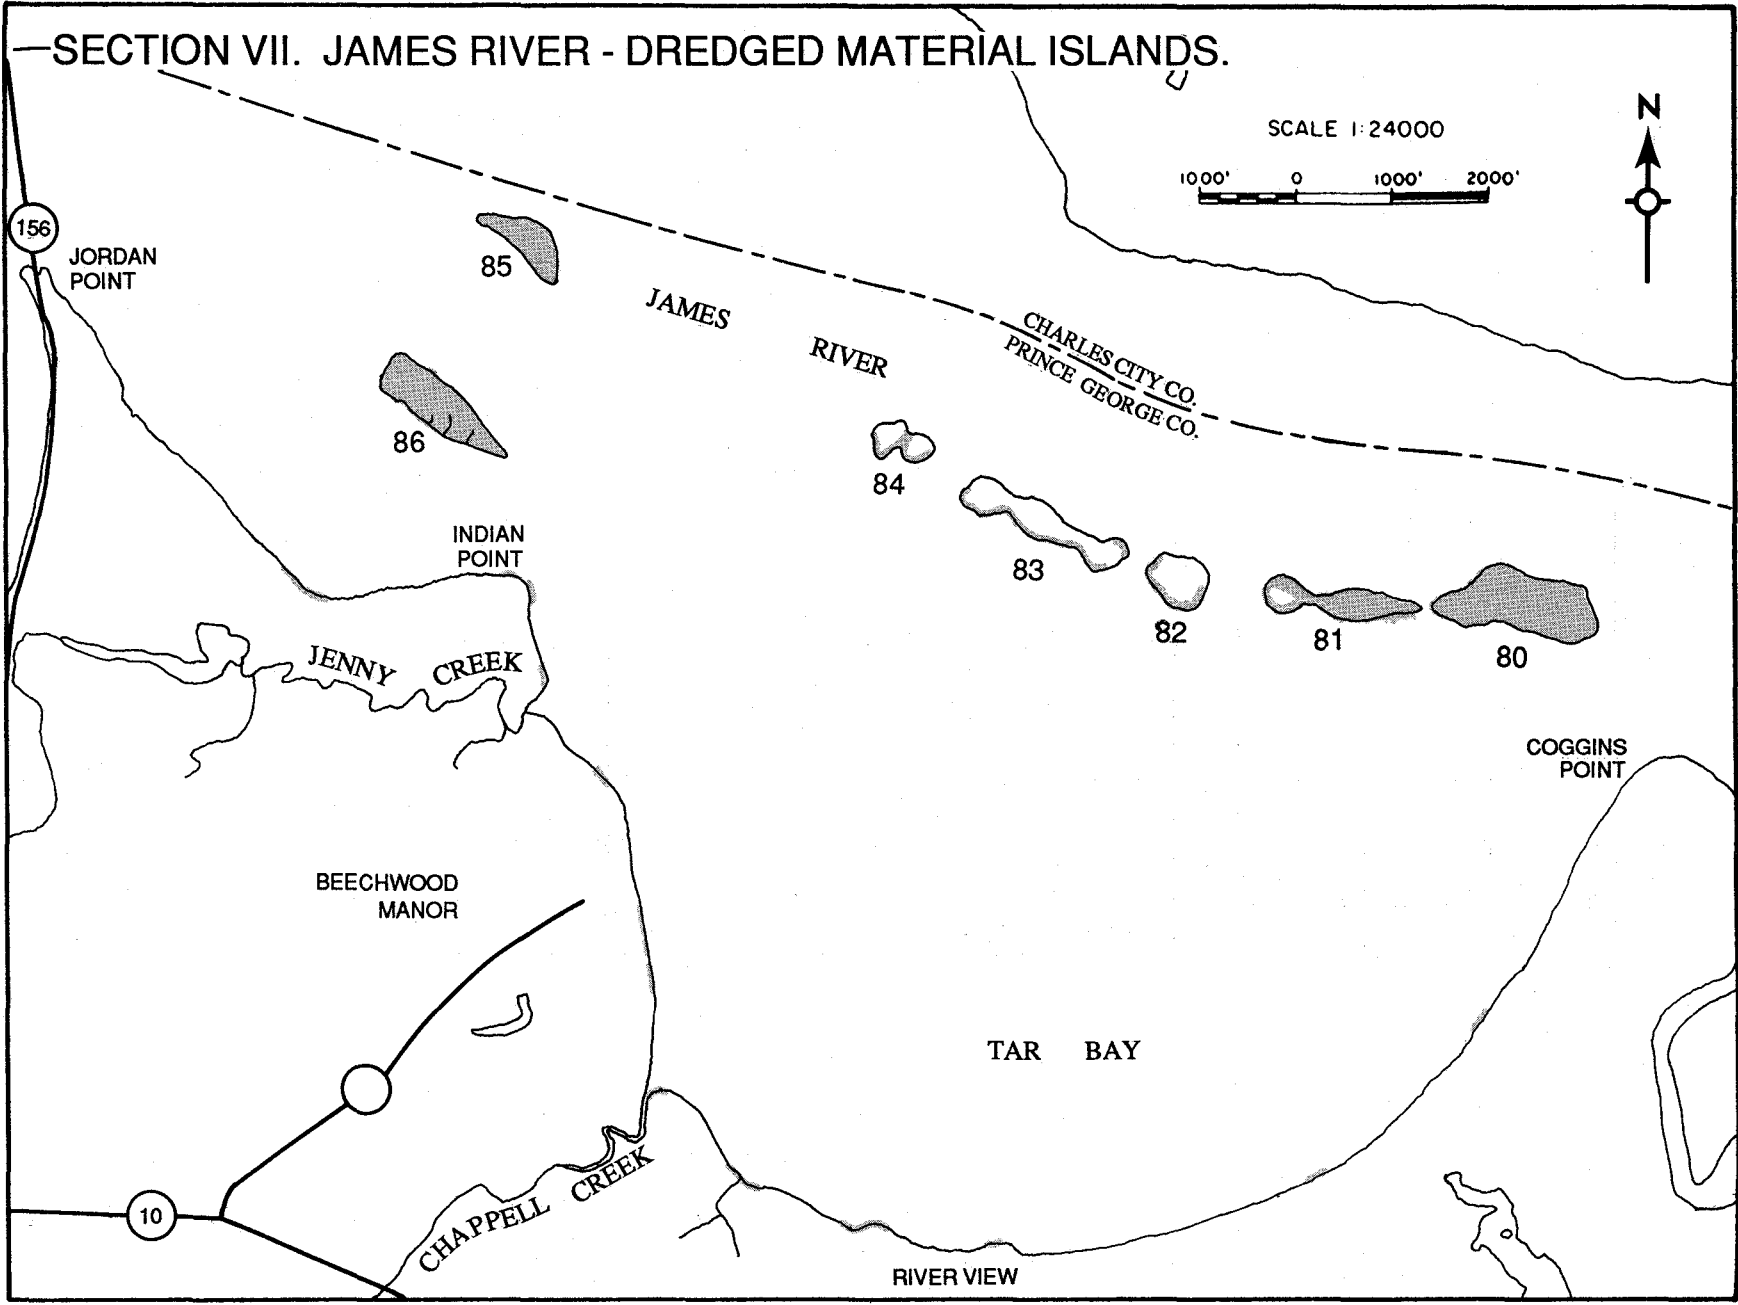 SECTION VII. JAMES RIVER - DREDGED MATERIAL ISLANDS.
N
SCALE 1:24000
1000' 0 1000' 2000'
156
JORDAN
POINT
85
JAMES RIVER
CHARLES CITY CO.
PRINCE GEORGE CO.
86
84
83
82
81
80
INDIAN
POINT
JENNY CREEK
COGGINS
POINT
BEECHWOOD
MANOR
TAR BAY
CHAPPELL CREEK
10
RIVER VIEW